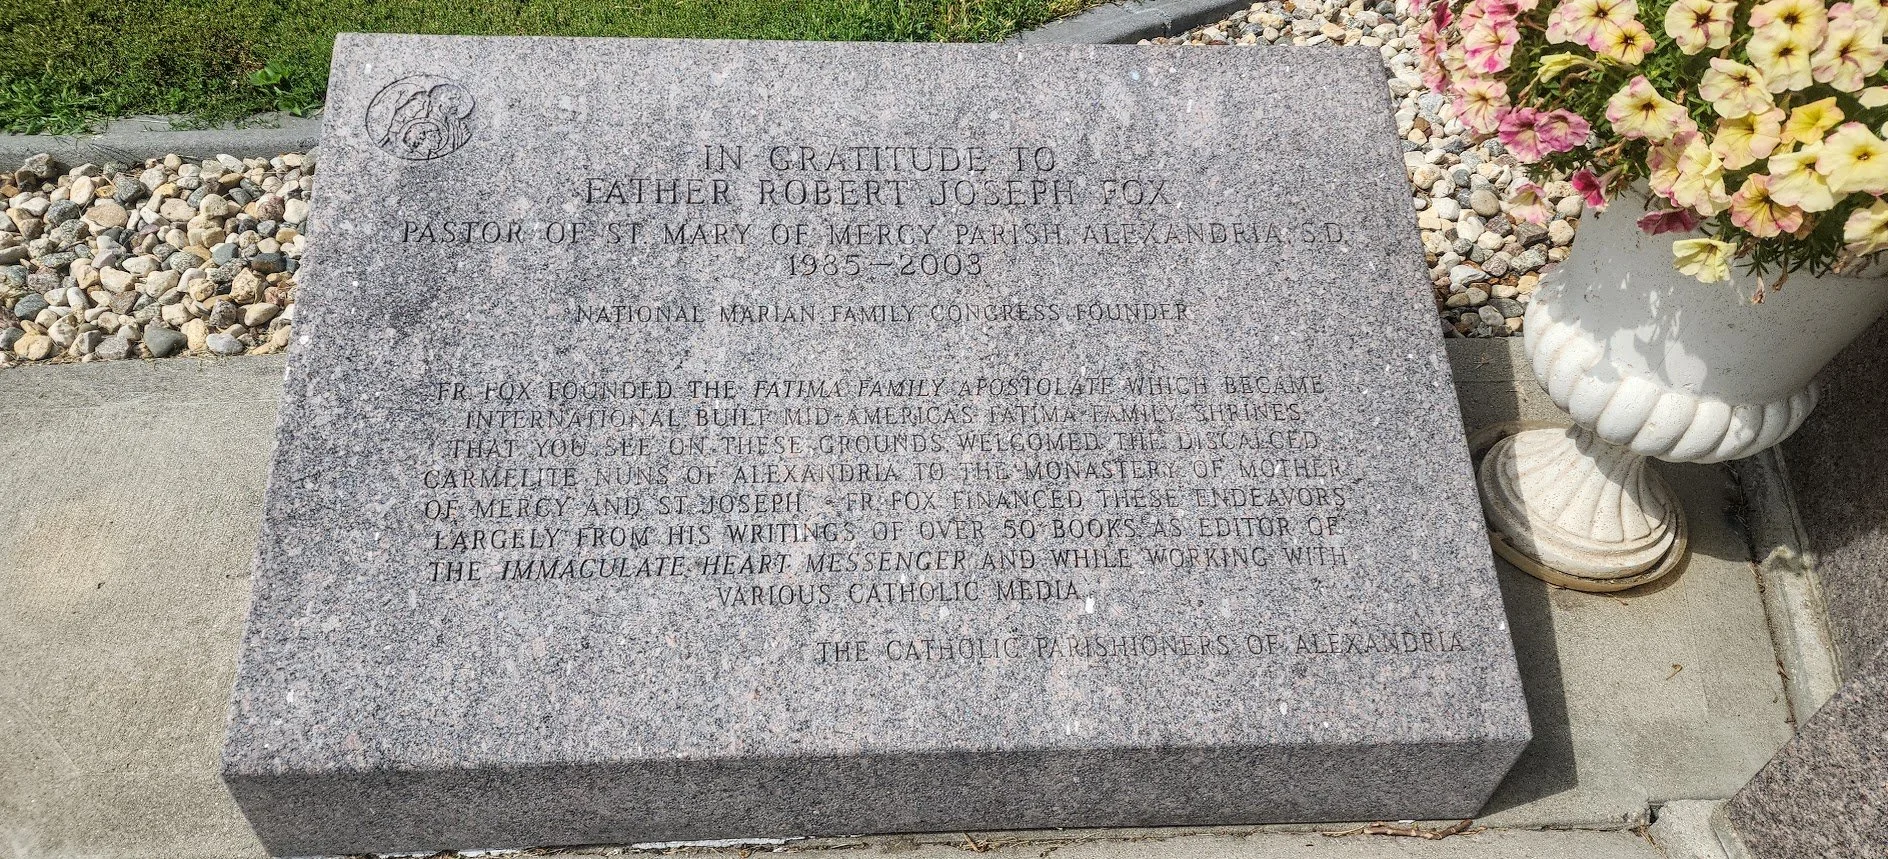 IN GRATITUDE TO
FATHER ROBERT JOSEPH FOX
PASTOR OF ST. MARY OF MERCY PARISH, ALEXANDRIA, S.D.
1985-2003
NATIONAL MARIAN FAMILY CONGRESS FOUNDER
FR. FOX FOUNDED THE FATIMA FAMILY APOSTOLATE WHICH BECAME
INTERNATIONAL BUILT MID-AMERICAS FATIMA FAMILY SHRINES
THAT YOU SEE ON THESE GROUNDS WELCOMED THE DISCALCED
CARMELITE NUNS OF ALEXANDRIA TO THE MONASTERY OF MOTHER
OF MERCY AND ST. JOSEPH - FR. FOX FINANCED THESE ENDEAVORS
LARGELY FROM HIS WRITINGS OF OVER 50 BOOKS AS EDITOR OF
THE IMMACULATE HEART MESSENGER AND WHILE WORKING WITH
VARIOUS CATHOLIC MEDIA.
THE CATHOLIC PARISHIONERS OF ALEXANDRIA